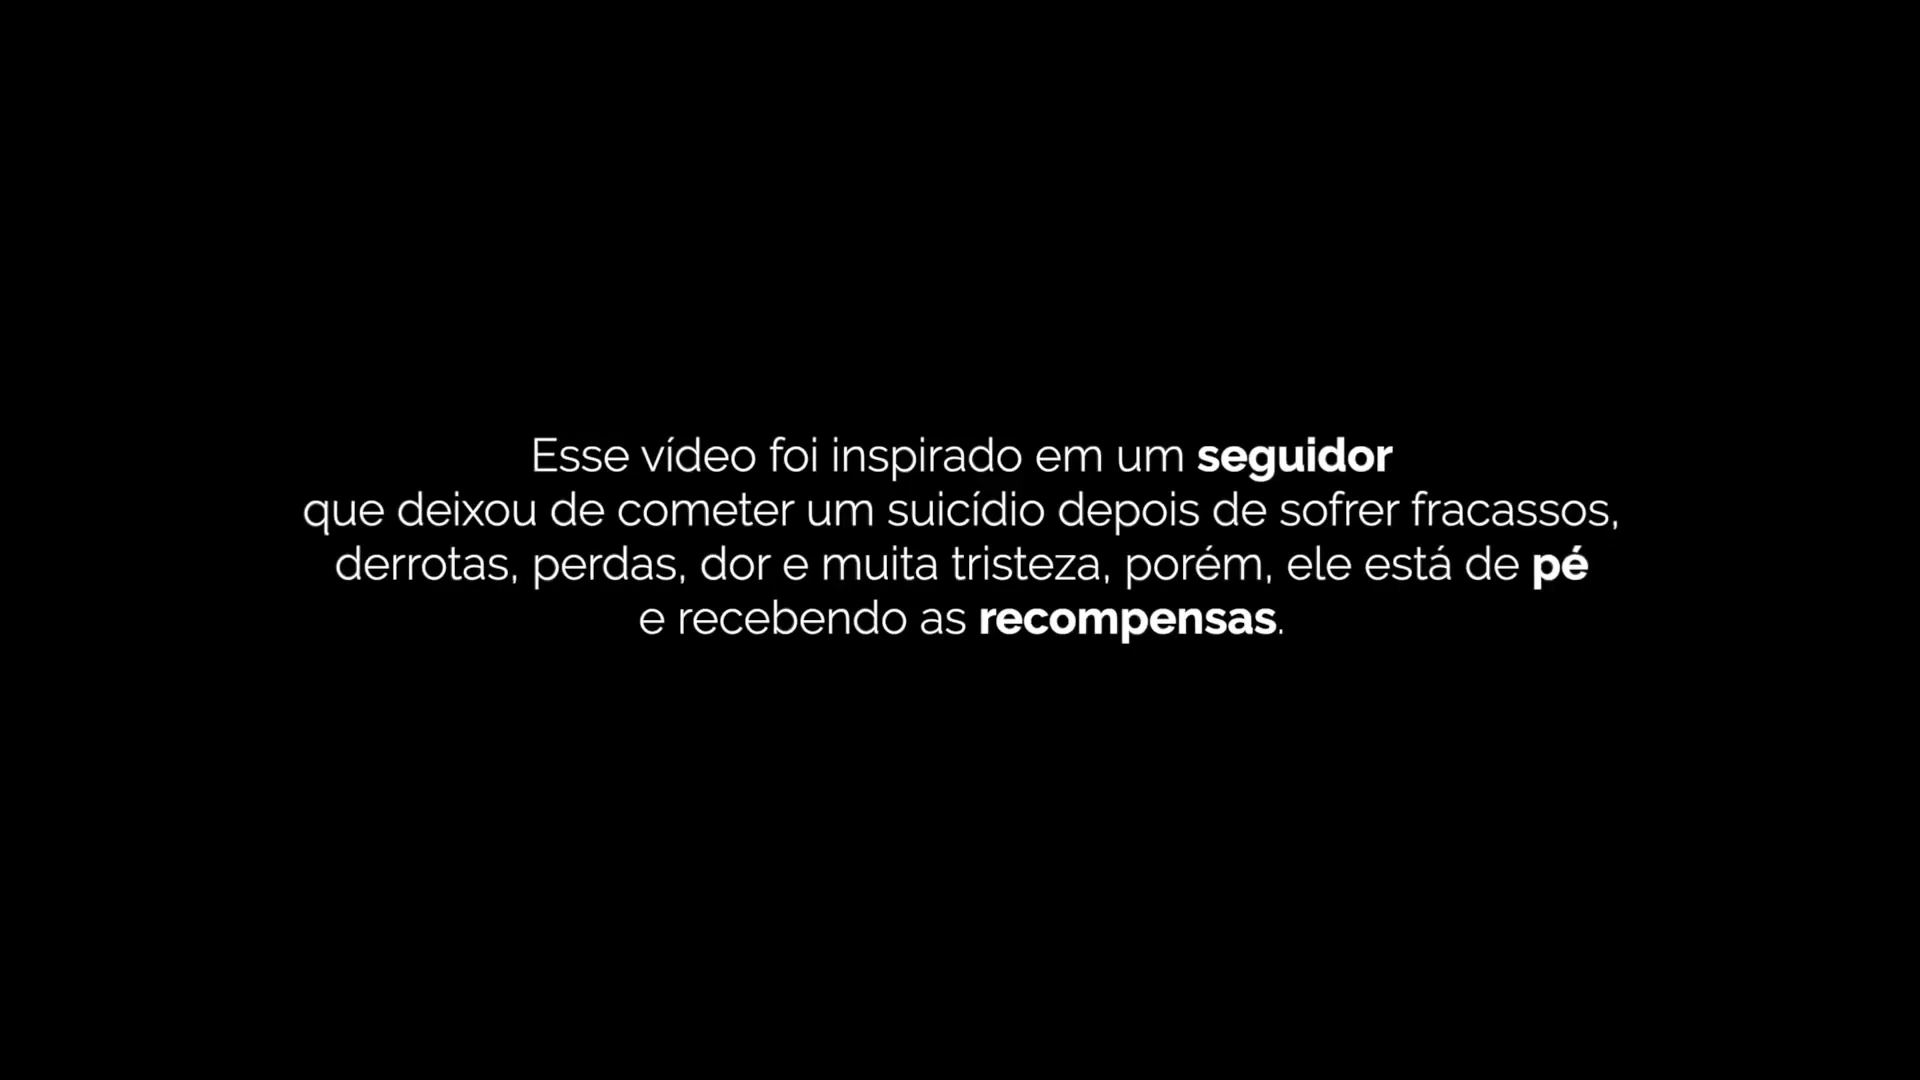 Esse vídeo foi inspirado em um seguidor
que deixou de cometer um suicídio depois de sofrer fracassos,
derrotas, perdas, dor e muita tristeza, porém, ele está de pé
e recebendo as recompensas.